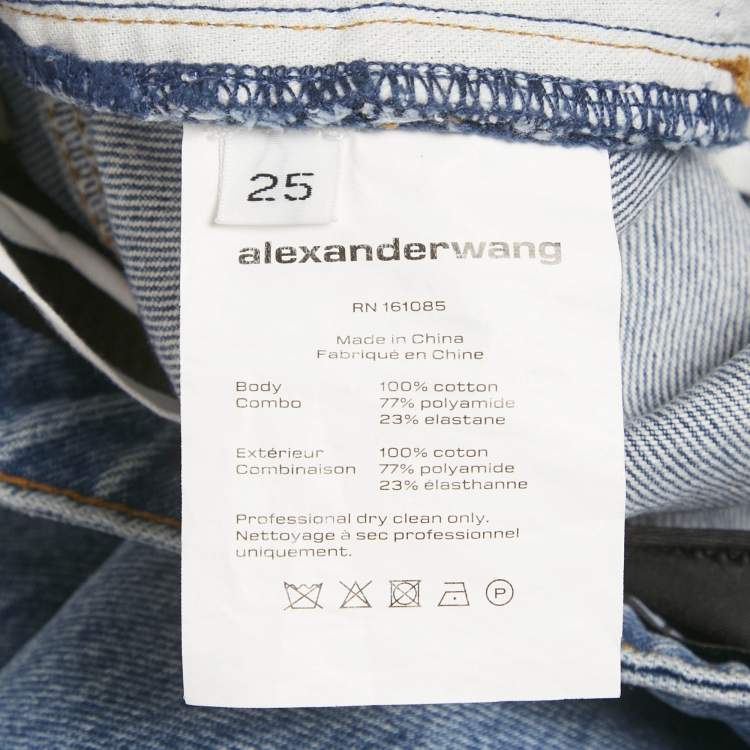 25
alexanderwang
RN 161085
Made in China
Fabriqué en Chine
Body 100% cotton
Combo 77% polyamide
23% elastane
Extérieur 100% coton
Combinaison 77% polyamide
23% élasthanne
Professional dry clean only.
Nettoyage à sec professionnel
uniquement.
P